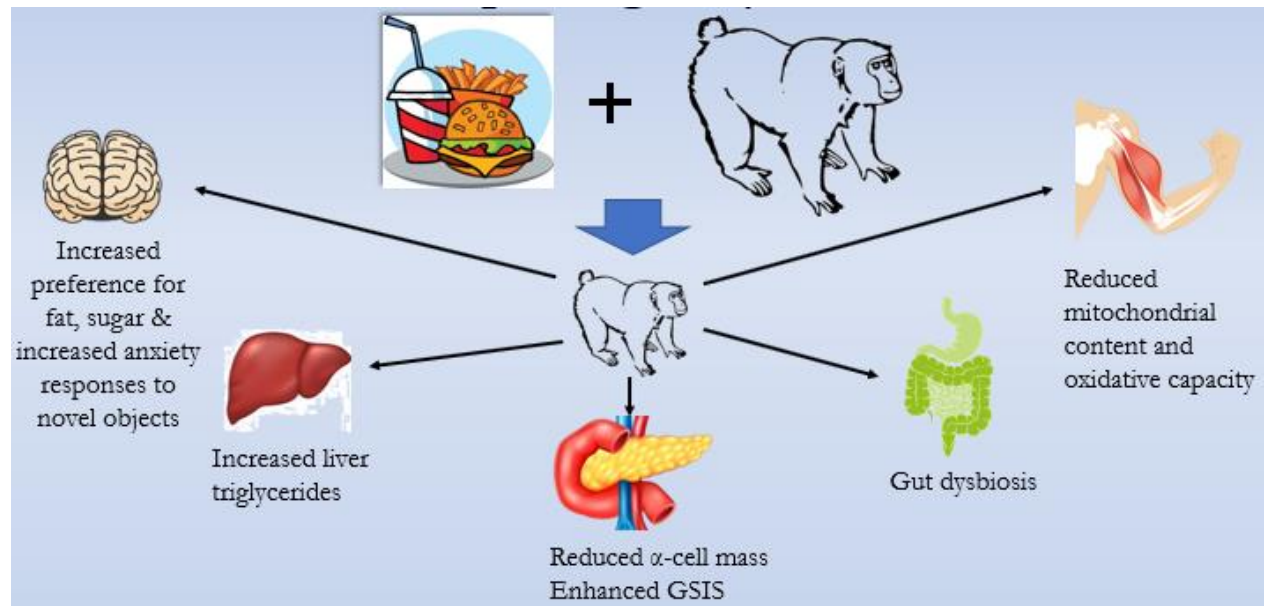 +
Increased
preference for
fat, sugar &
increased anxiety
responses to
novel objects
Increased liver
triglycerides
Reduced α-cell mass
Enhanced GSIS
Gut dysbiosis
Reduced
mitochondrial
content and
oxidative capacity